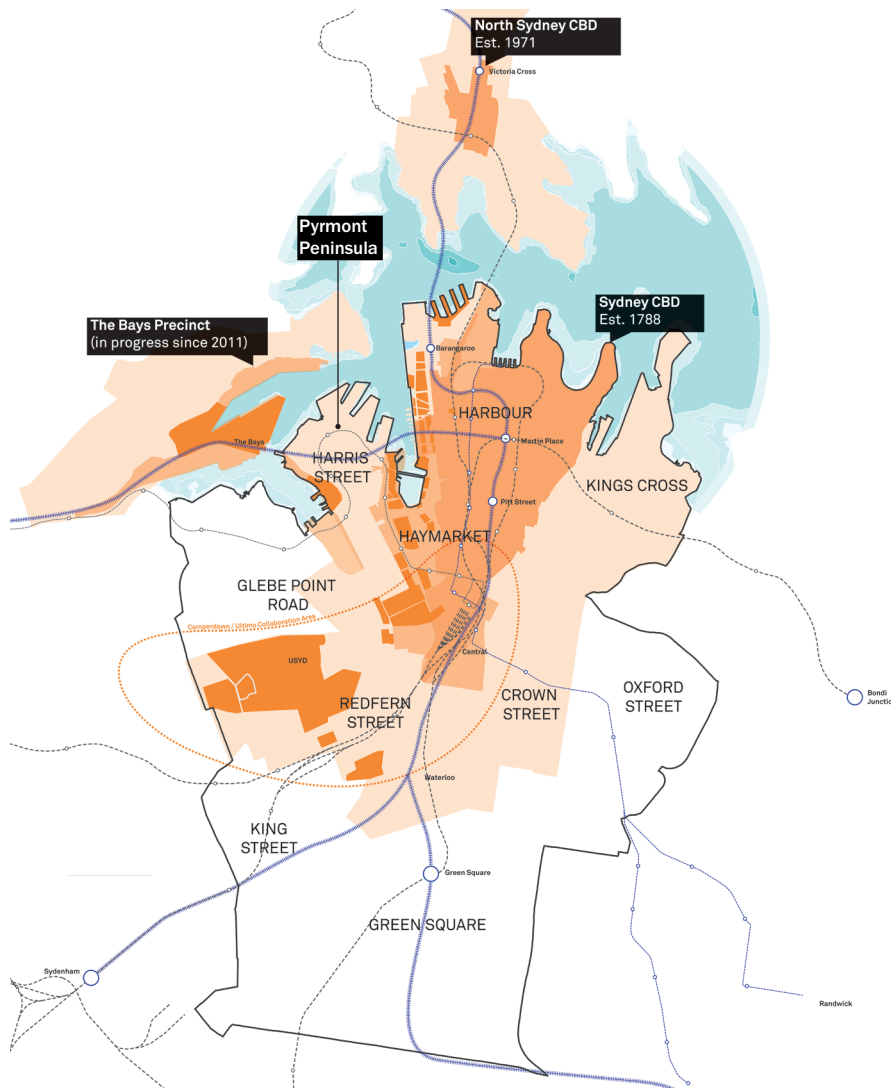 North Sydney CBD
Est. 1971
Victoria Cross
Pyrmont
Peninsula
Sydney CBD
Est. 1788
The Bays Precinct
(in progress since 2011)
Barangaroo
HARBOUR
The Bays
Martin Place
HARRIS
STREET
KINGS CROSS
Pitt Street
HAYMARKET
GLEBE POINT
ROAD
Camperdown / Ultimo Collaboration Area
Central
USYD
REDFERN
STREET
CROWN
STREET
OXFORD
STREET
Bondi
Junctic
Waterloo
KING
STREET
Green Square
GREEN SQUARE
Sydenham
Randwick